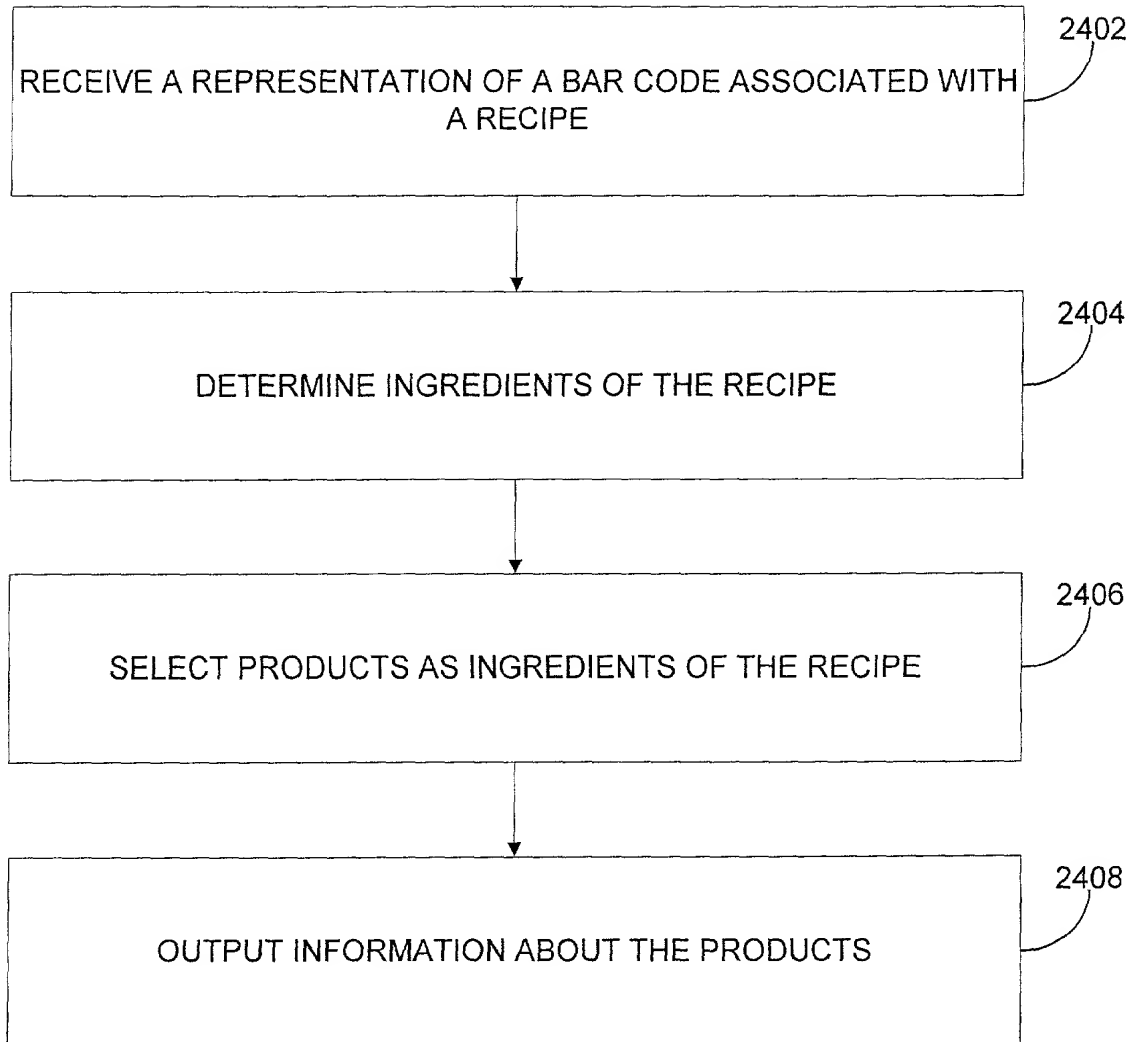 2402
RECEIVE A REPRESENTATION OF A BAR CODE ASSOCIATED WITH
A RECIPE
2404
DETERMINE INGREDIENTS OF THE RECIPE
2406
SELECT PRODUCTS AS INGREDIENTS OF THE RECIPE
2408
OUTPUT INFORMATION ABOUT THE PRODUCTS